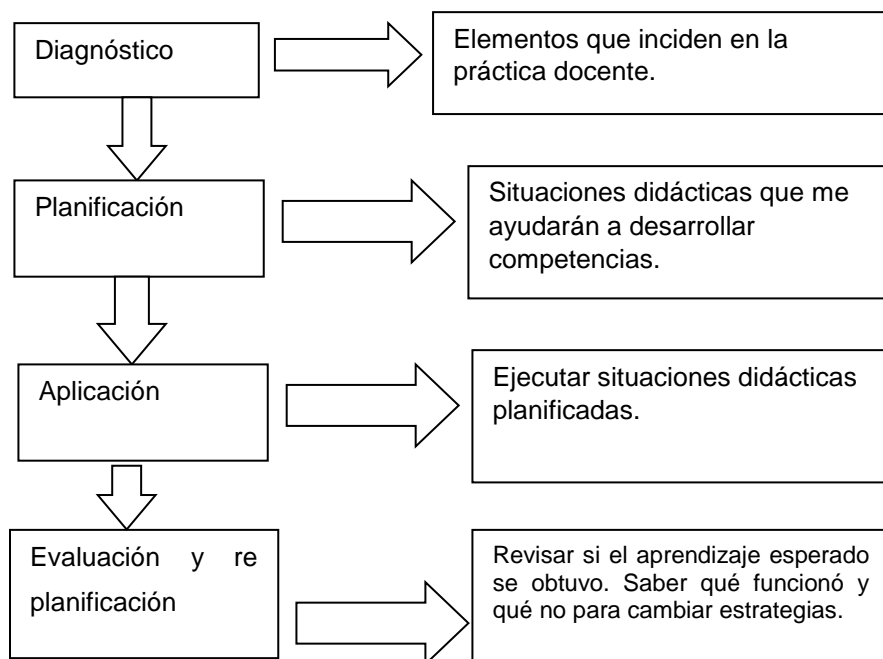 Diagnóstico
Elementos que inciden en la
práctica docente.
Planificación
Situaciones didácticas que me
ayudarán a desarrollar
competencias.
Aplicación
Ejecutar situaciones didácticas
planificadas.
Evaluación y re
planificación
Revisar si el aprendizaje esperado
se obtuvo. Saber qué funcionó y
qué no para cambiar estrategias.